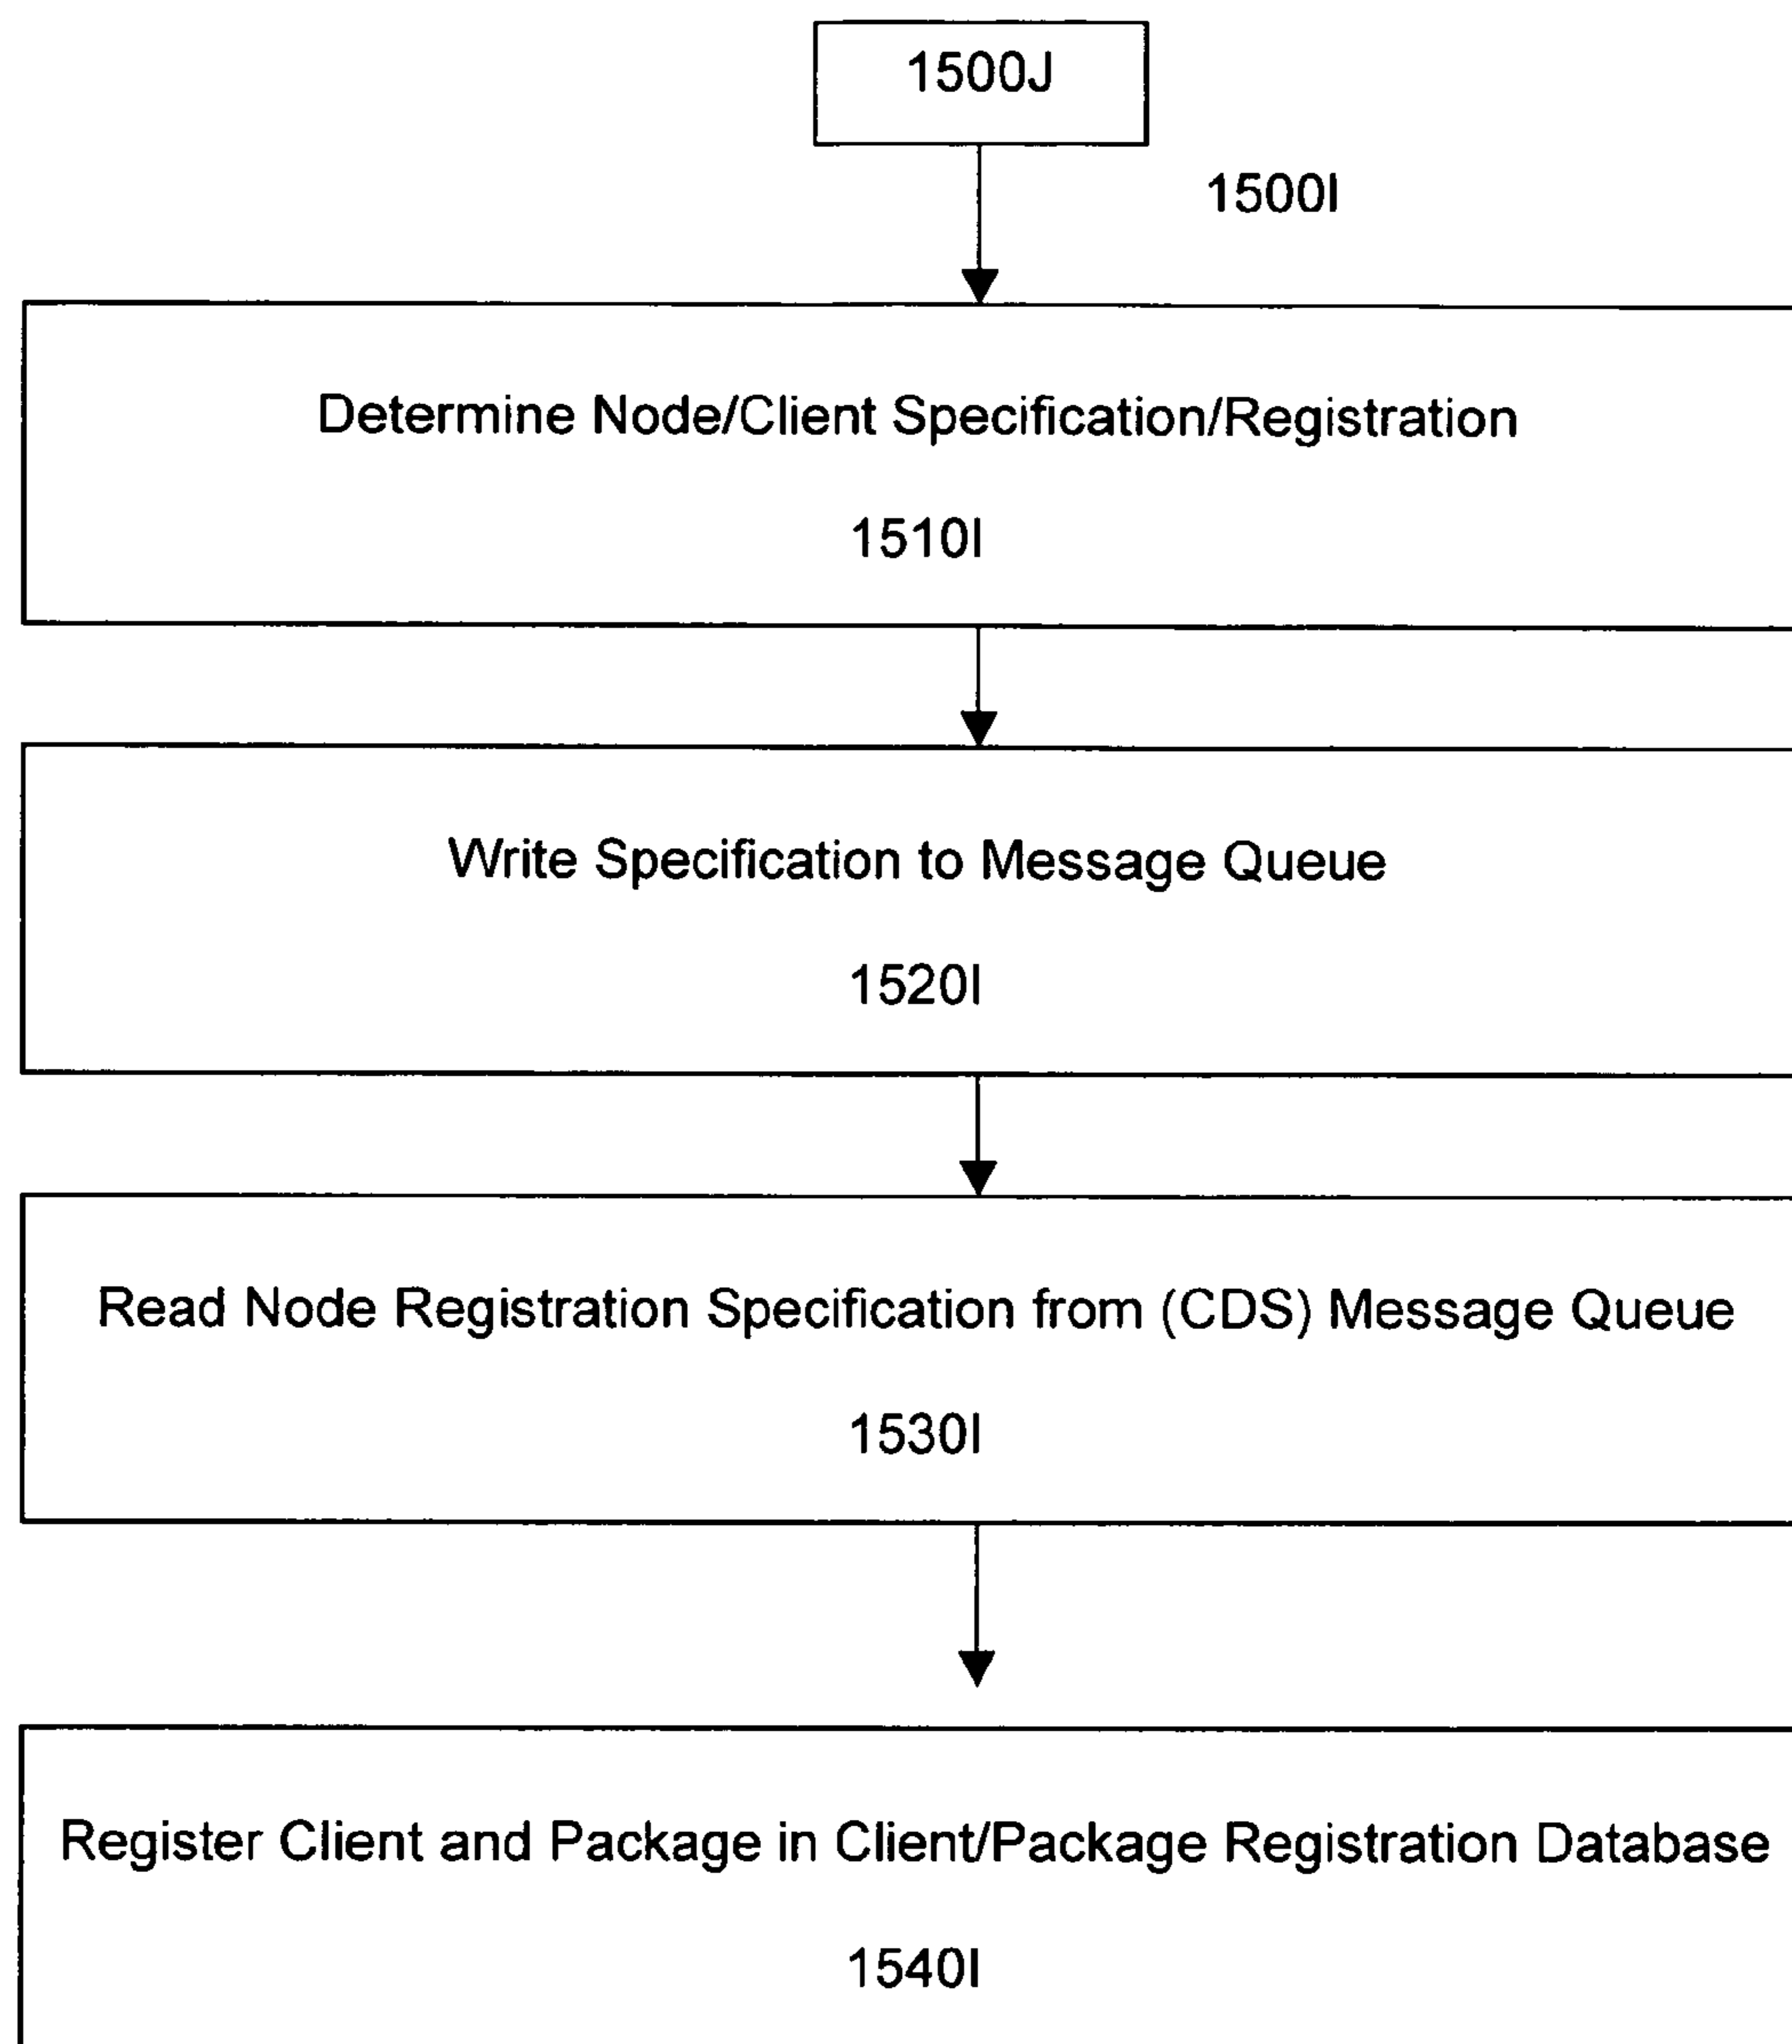 1500J
1500I
Determine Node/Client Specification/Registration
1510I
Write Specification to Message Queue
1520I
Read Node Registration Specification from (CDS) Message Queue
1530I
Register Client and Package in Client/Package Registration Database
1540I